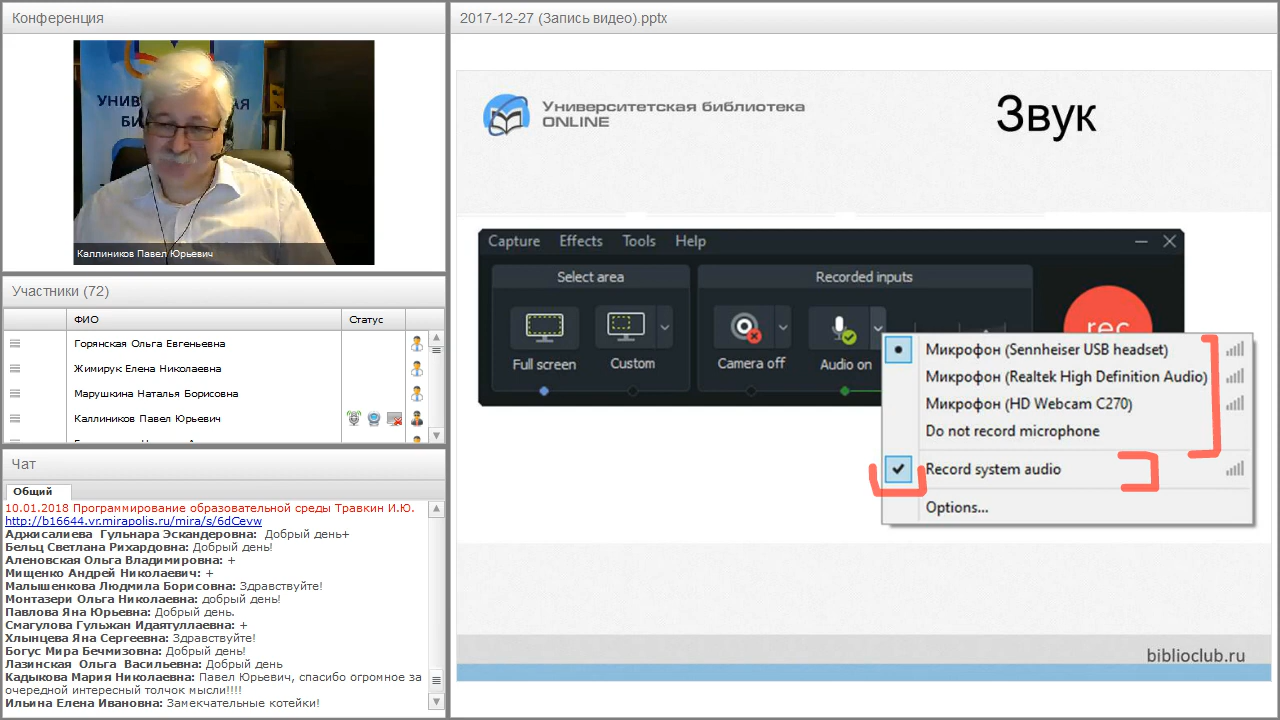 Конференция
УНИВ
АЯ
БИ
Каллиников Павел Юрьевич
Участники (72)
ФИО
Статус
Горянская Ольга Евгеньевна
Жимирук Елена Николаевна
Марушкина Наталья Борисовна
Каллиников Павел Юрьевич
Чат
Общий
10.01.2018 Программирование образовательной среды Травкин И.Ю.
http://b16644.vr.mirapolis.ru/mira/s/6dCevw
Аджисалиева Гульнара Эскандеровна: Добрый день+
Бельц Светлана Рихардовна: Добрый день!
Аленовская Ольга Владимировна: +
Мищенко Андрей Николаевич: +
Малышенкова Людмила Борисовна: Здравствуйте!
Монтазери Ольга Николаевна: добрый день!
Павлова Яна Юрьевна: Добрый день.
Смагулова Гульжан Идаятуллаевна: +
Хлынцева Яна Сергеевна: Здравствуйте!
Богус Мира Бечмизовна: Добрый день!
Лазинская Ольга Васильевна: Добрый день
Кадыкова Мария Николаевна: Павел Юрьевич, спасибо огромное за
очередной интересный толчок мысли!!!!
Ильина Елена Ивановна: Замекчательные котейки!
2017-12-27 (Запись видео).pptx
Университетская библиотека
ONLINE
Звук
Capture Effects Tools Help
Select area
Recorded inputs
Full screen
Custom
Camera off
Audio on
rec
Микрофон (Sennheiser USB headset)
Микрофон (Realtek High Definition Audio)
Микрофон (HD Webcam C270)
Do not record microphone
Record system audio
Options...
biblioclub.ru